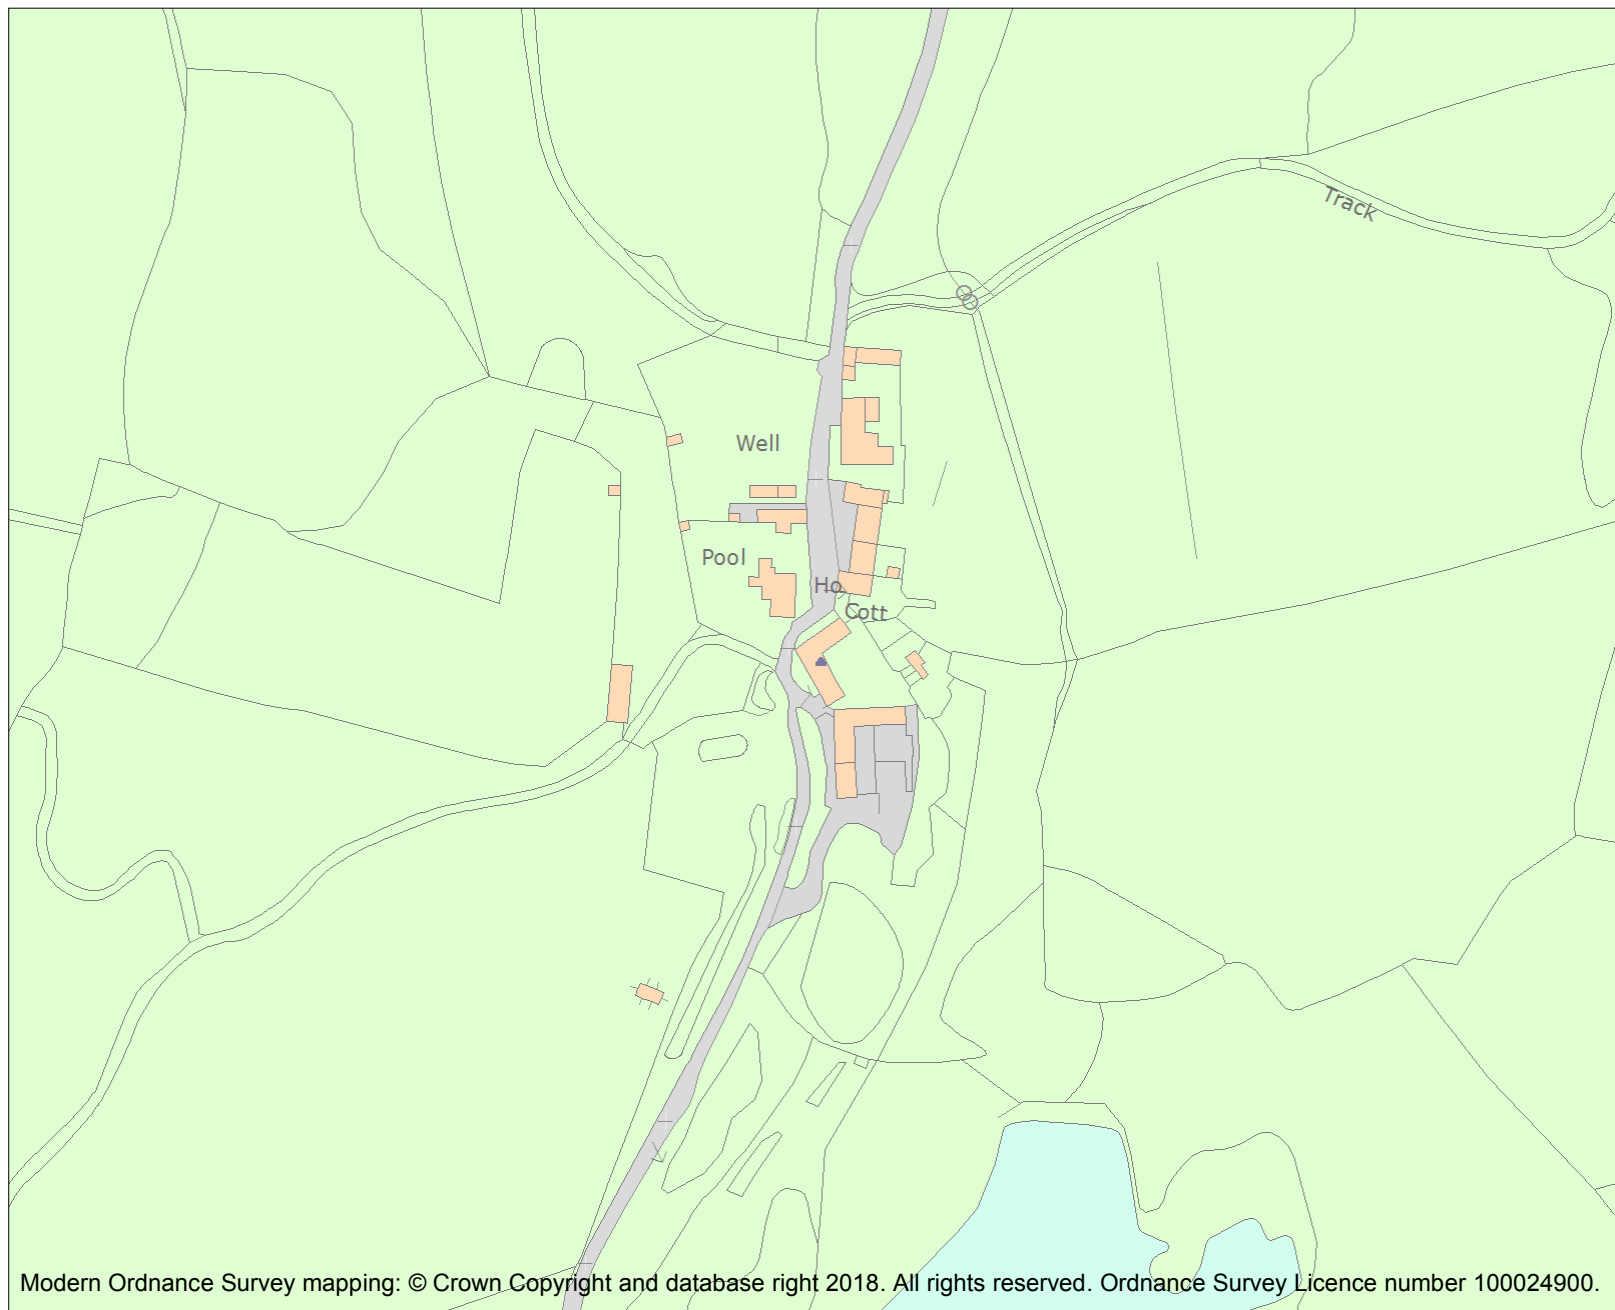 Track
Well
Pool
Ho
Cott
Modern Ordnance Survey mapping: © Crown Copyright and database right 2018. All rights reserved. Ordnance Survey Licence number 100024900.